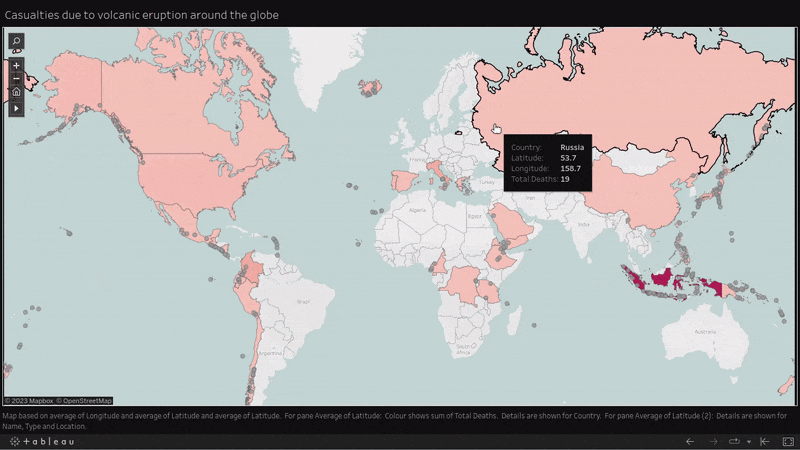 Casualties due to volcanic eruption around the globe
France
Turkey
Algeria
Egypt
Iran
India
Brazil
Argentina
South
Africa
Australia
Country: Russia
Latitude: 53.7
Longitude: 158.7
Total Deaths: 19
© 2023 Mapbox © OpenStreetMap
Map based on average of Longitude and average of Latitude and average of Latitude. For pane Average of Latitude: Colour shows sum of Total Deaths. Details are shown for Country. For pane Average of Latitude (2): Details are shown for
Name, Type and Location.
+ a b l e a u